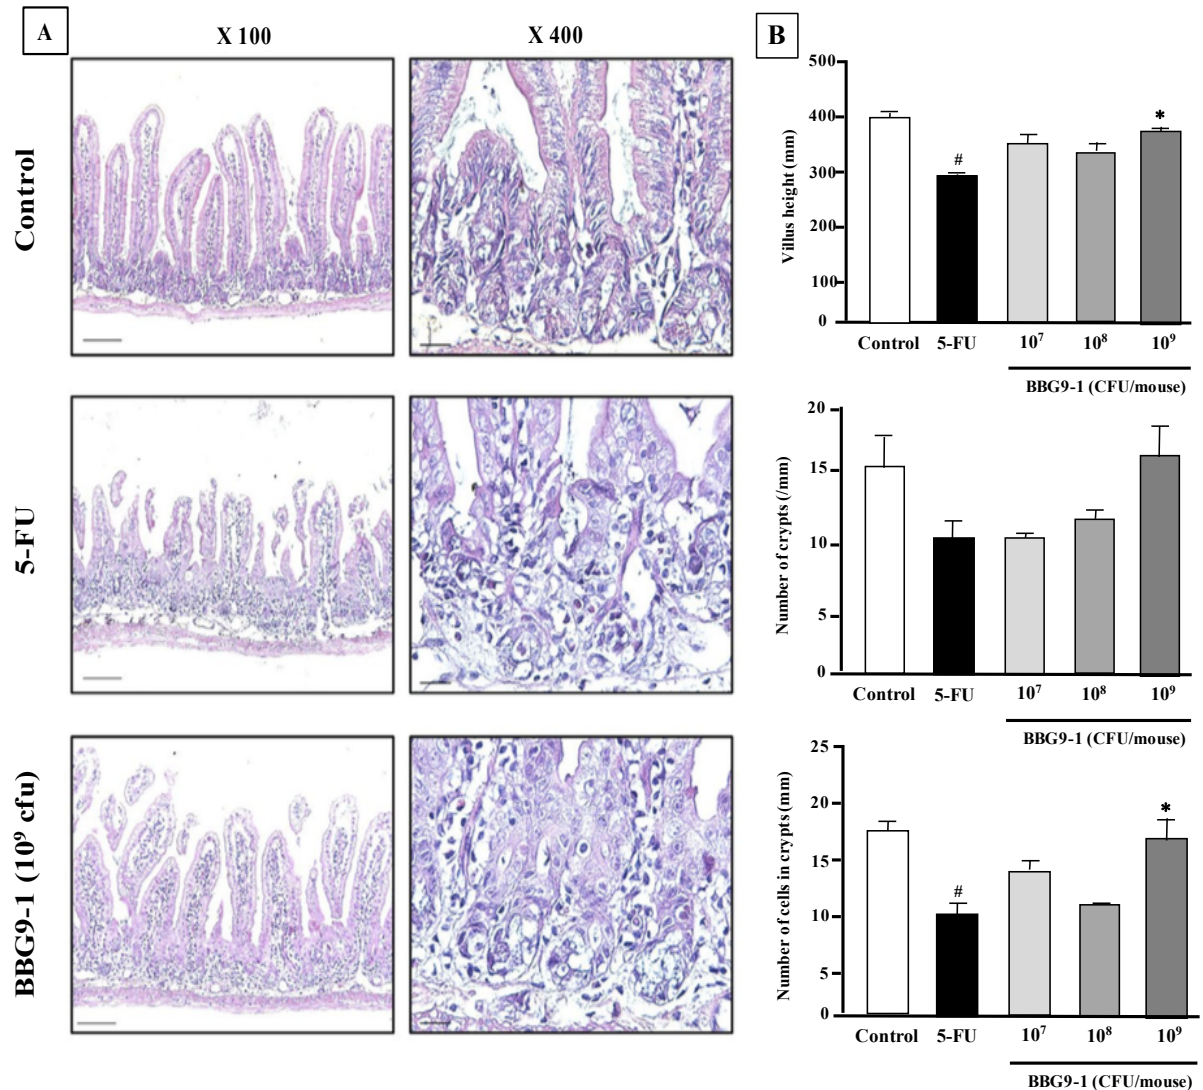 A
X 100
X 400
Control
5-FU
BBG9-1 (10⁹ cfu)
B
Villus height (mm)
500
400
300
200
100
0
#
*
Control 5-FU 10⁷ 10⁸ 10⁹
BBG9-1 (CFU/mouse)
Number of crypts (/mm)
20
15
10
5
0
Control 5-FU 10⁷ 10⁸ 10⁹
BBG9-1 (CFU/mouse)
Number of cells in crypts (mm)
25
20
15
10
5
0
#
*
Control 5-FU 10⁷ 10⁸ 10⁹
BBG9-1 (CFU/mouse)